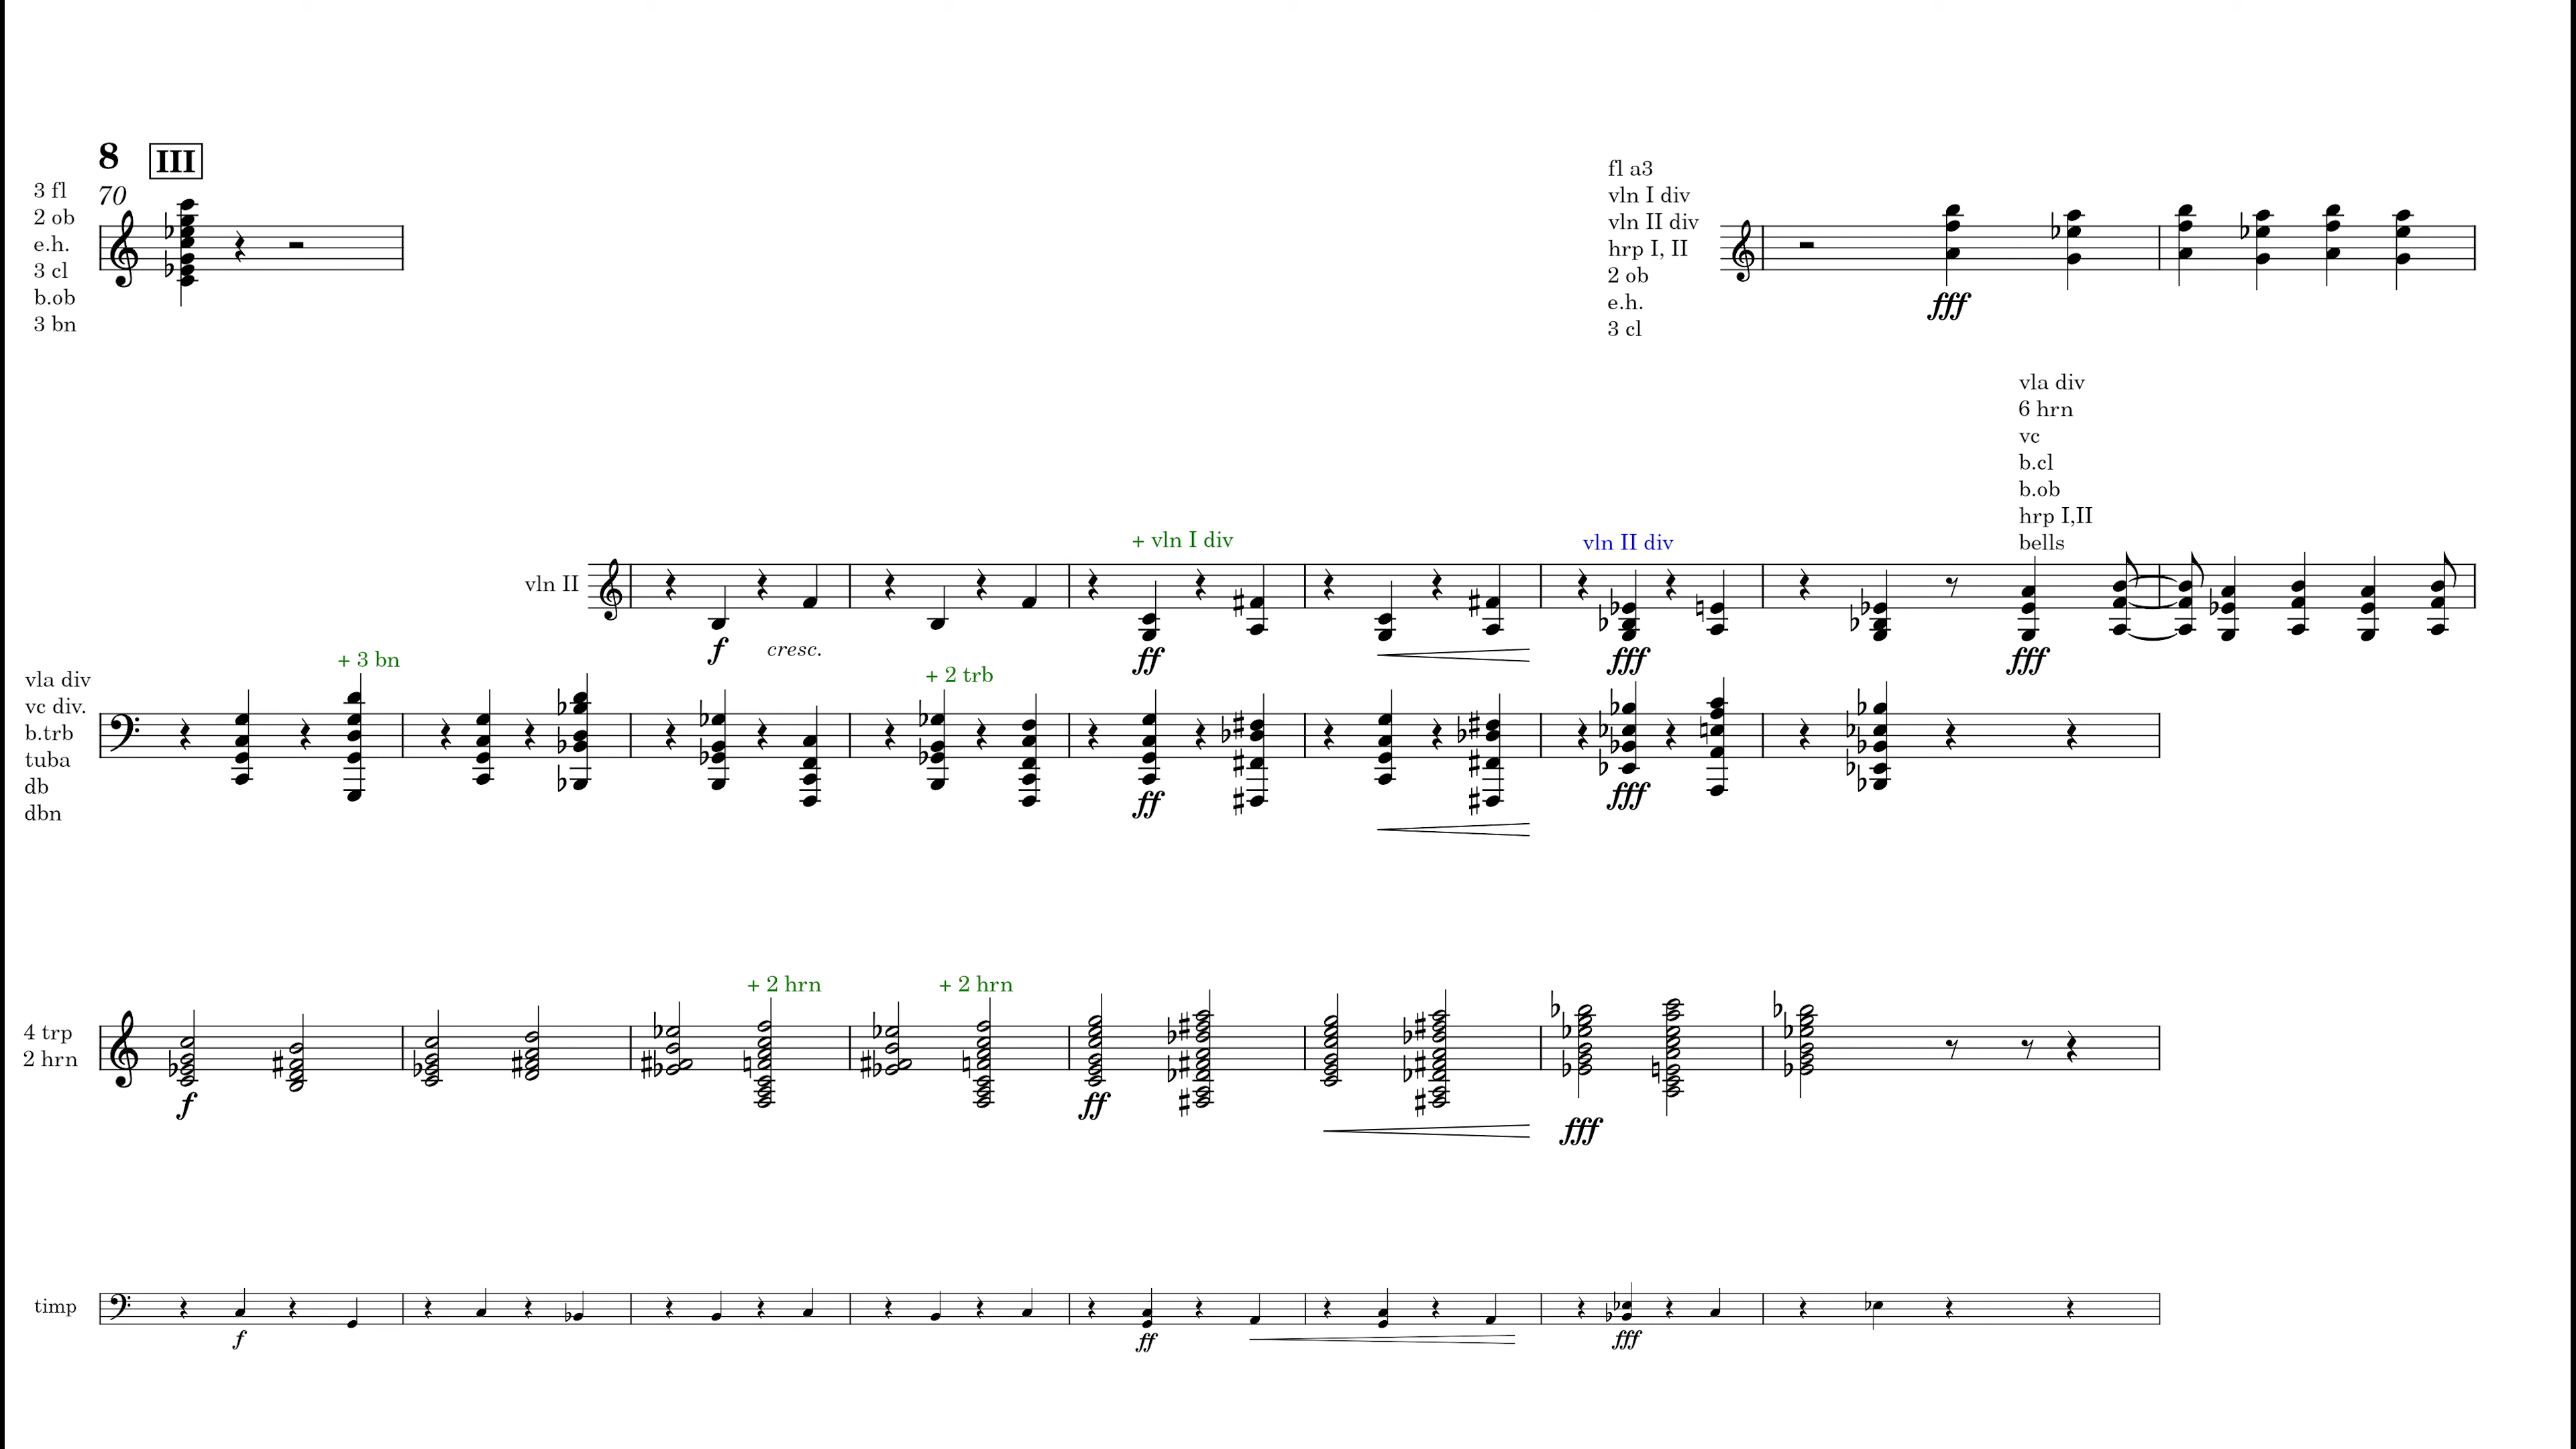 8 III
70
3 fl
2 ob
e.h.
3 cl
b.ob
3 bn
fl a3
vln I div
vln II div
hrp I, II
2 ob
e.h.
3 cl
fff
vla div
6 hrn
vc
b.cl
b.ob
hrp I,II
bells
vln II
+ vln I div
vln II div
f cresc. ff fff fff
vla div
vc div.
b.trb
tuba
db
dbn
+ 3 bn
+ 2 trb
ff fff
4 trp
2 hrn
+ 2 hrn
+ 2 hrn
f ff fff
timp
f ff fff